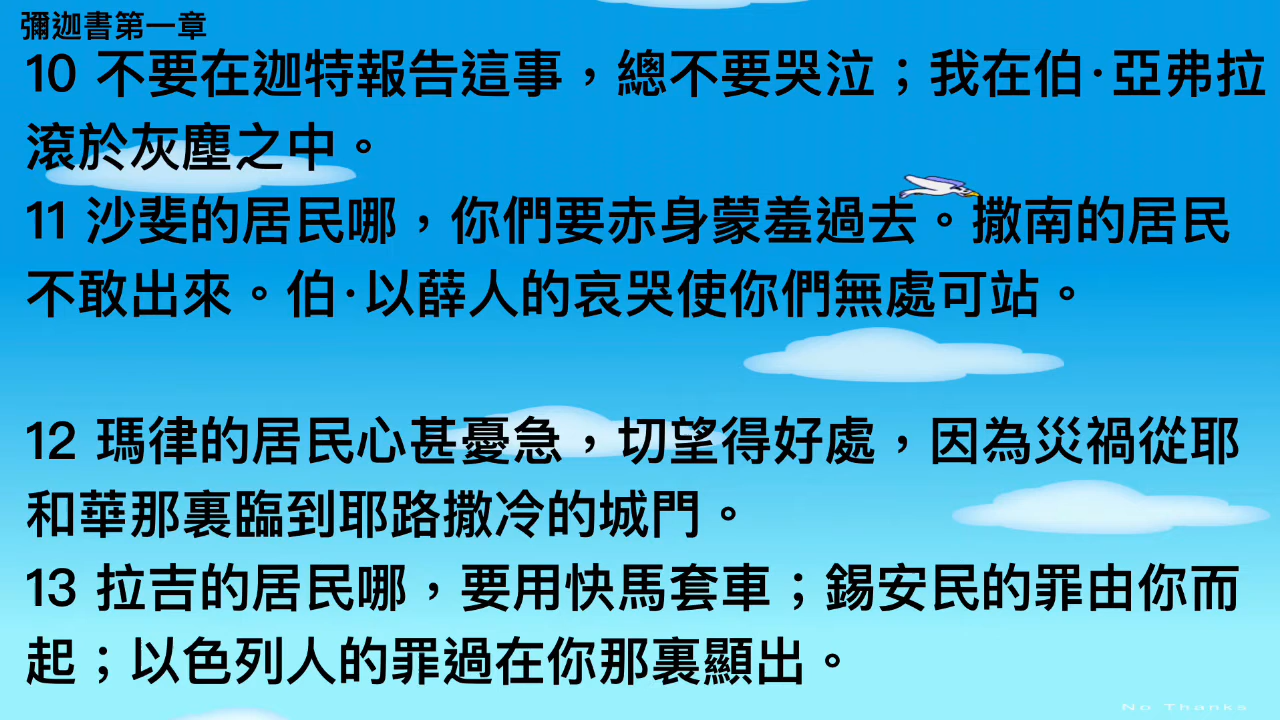 彌迦書第一章
10 不要在迦特報告這事，總不要哭泣；我在伯·亞弗拉
滾於灰塵之中。
11 沙斐的居民哪，你們要赤身蒙羞過去。撒南的居民
不敢出來。伯·以薛人的哀哭使你們無處可站。
12 瑪律的居民心甚憂急，切望得好處，因為災禍從耶
和華那裏臨到耶路撒冷的城門。
13 拉吉的居民哪，要用快馬套車；錫安民的罪由你而
起；以色列人的罪過在你那裏顯出。
No Thanks